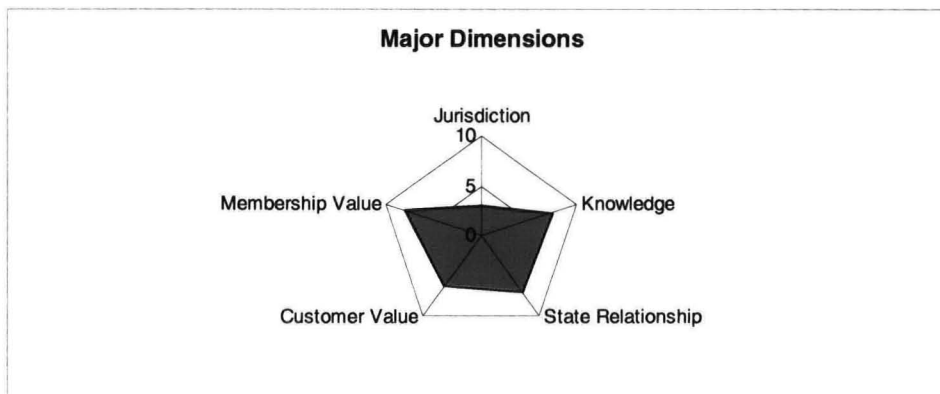 Major Dimensions
Jurisdiction
10
5
0
Membership Value
Knowledge
Customer Value
State Relationship